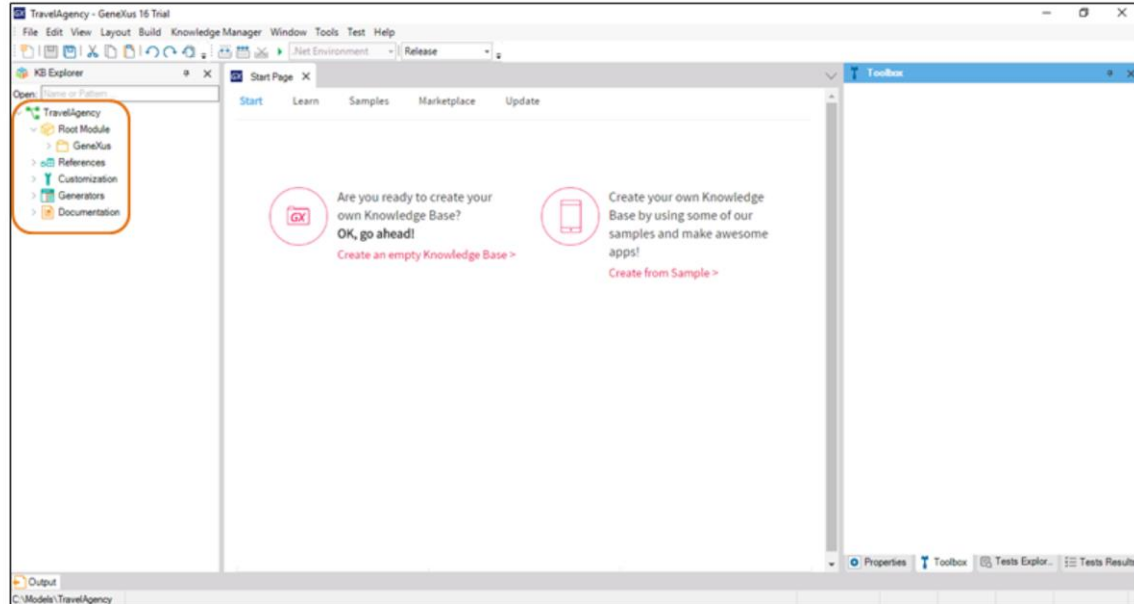 GX TravelAgency - GeneXus 16 Trial
File Edit View Layout Build Knowledge Manager Window Tools Test Help
.Net Environment Release
KB Explorer
Open: Name or Pattern
TravelAgency
Root Module
GeneXus
References
Customization
Generators
Documentation
GX Start Page
Start Learn Samples Marketplace Update
GX
Are you ready to create your
own Knowledge Base?
OK, go ahead!
Create an empty Knowledge Base >
Create your own Knowledge
Base by using some of our
samples and make awesome
apps!
Create from Sample >
Toolbox
Properties Toolbox Tests Explor... Tests Results
Output
C:\Models\TravelAgency